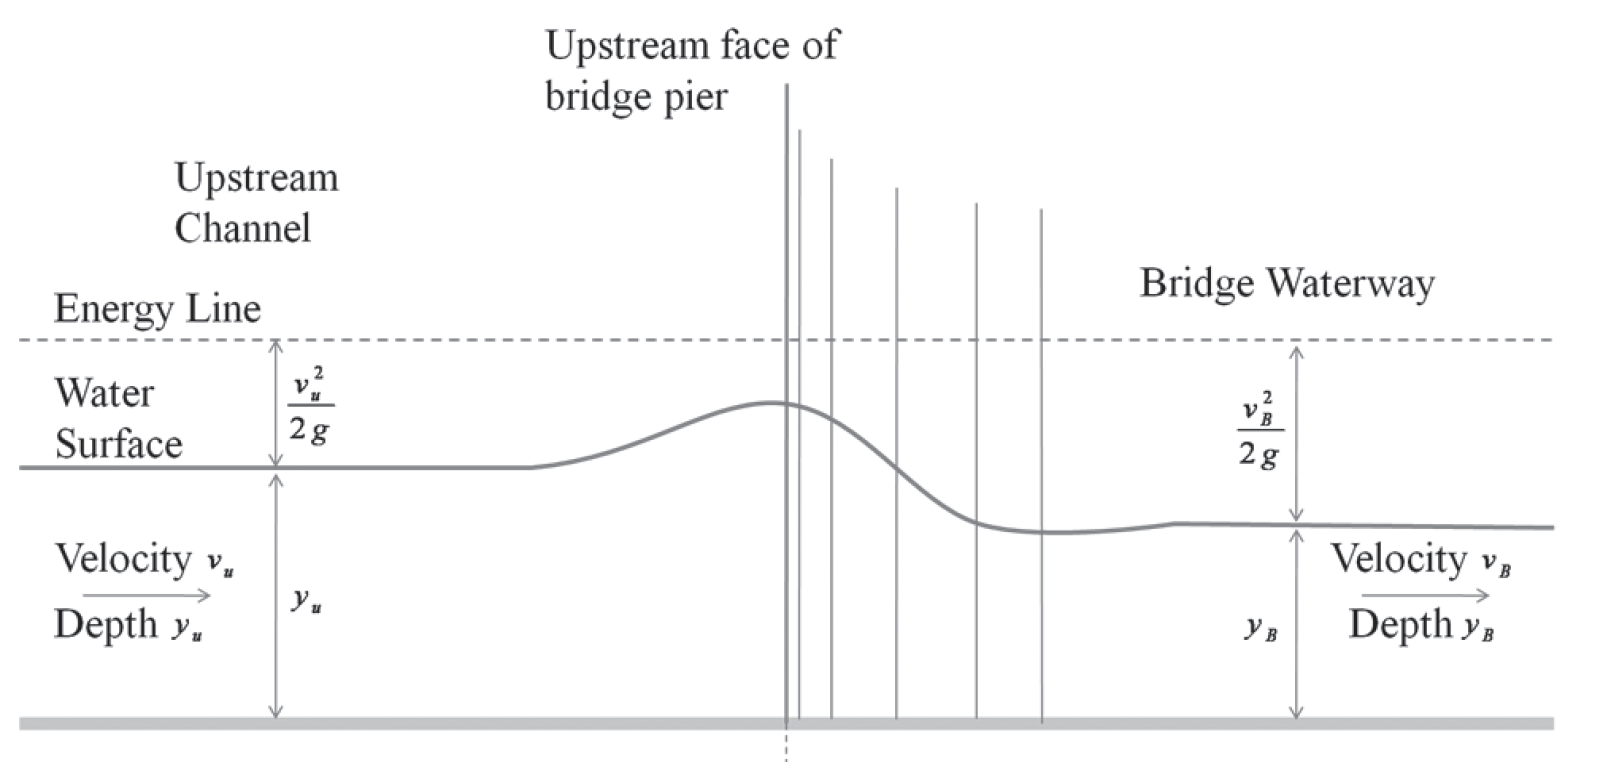 Upstream face of
bridge pier
Upstream
Channel
Bridge Waterway
Energy Line
Water
Surface
v_u^2
2g
v_B^2
2g
Velocity v_u
Depth y_u
y_u
y_B
Velocity v_B
Depth y_B